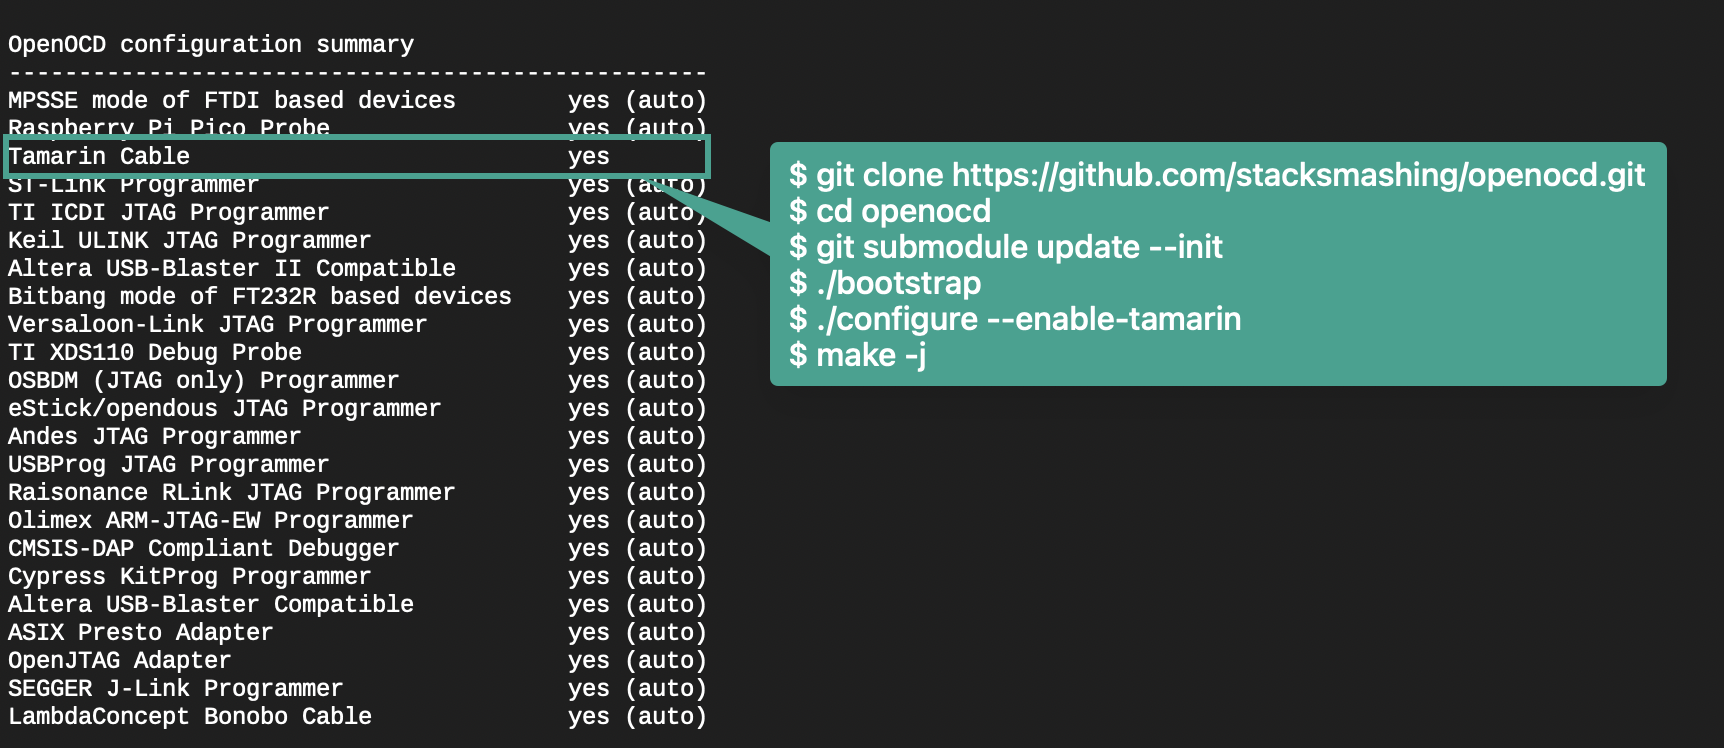 OpenOCD configuration summary
--------------------------------------------------
MPSSE mode of FTDI based devices        yes (auto)
Raspberry Pi Pico Probe                 yes (auto)
Tamarin Cable                           yes
ST-Link Programmer                      yes (auto)
TI ICDI JTAG Programmer                 yes (auto)
Keil ULINK JTAG Programmer              yes (auto)
Altera USB-Blaster II Compatible        yes (auto)
Bitbang mode of FT232R based devices    yes (auto)
Versaloon-Link JTAG Programmer          yes (auto)
TI XDS110 Debug Probe                   yes (auto)
OSBDM (JTAG only) Programmer            yes (auto)
eStick/opendous JTAG Programmer         yes (auto)
Andes JTAG Programmer                   yes (auto)
USBProg JTAG Programmer                 yes (auto)
Raisonance RLink JTAG Programmer        yes (auto)
Olimex ARM-JTAG-EW Programmer           yes (auto)
CMSIS-DAP Compliant Debugger            yes (auto)
Cypress KitProg Programmer              yes (auto)
Altera USB-Blaster Compatible           yes (auto)
ASIX Presto Adapter                     yes (auto)
OpenJTAG Adapter                        yes (auto)
SEGGER J-Link Programmer                yes (auto)
LambdaConcept Bonobo Cable              yes (auto)
$ git clone https://github.com/stacksmashing/openocd.git
$ cd openocd
$ git submodule update --init
$ ./bootstrap
$ ./configure --enable-tamarin
$ make -j